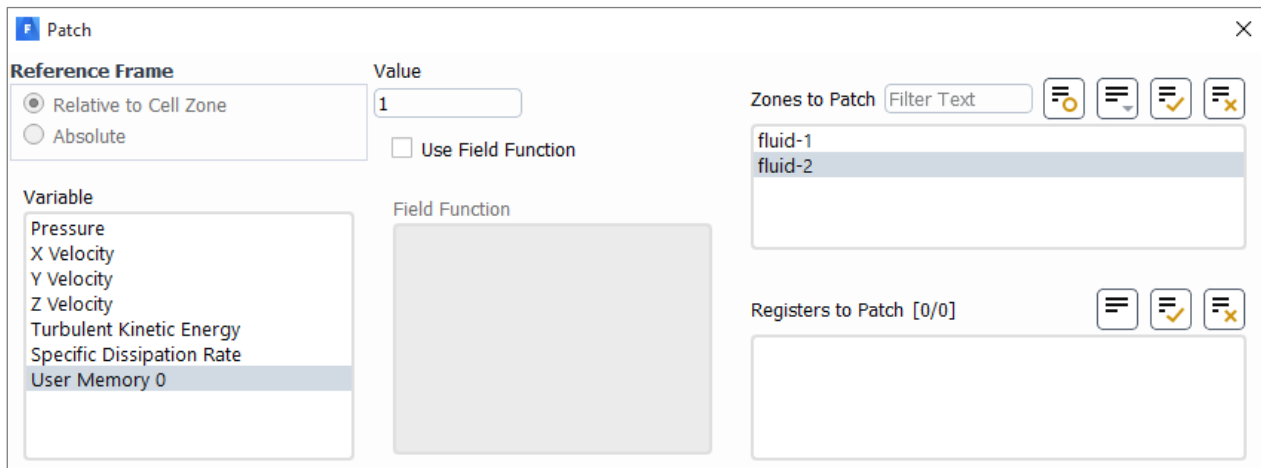 Patch
Reference Frame
Relative to Cell Zone
Absolute
Value
1
Use Field Function
Zones to Patch Filter Text
fluid-1
fluid-2
Variable
Pressure
X Velocity
Y Velocity
Z Velocity
Turbulent Kinetic Energy
Specific Dissipation Rate
User Memory 0
Field Function
Registers to Patch [0/0]